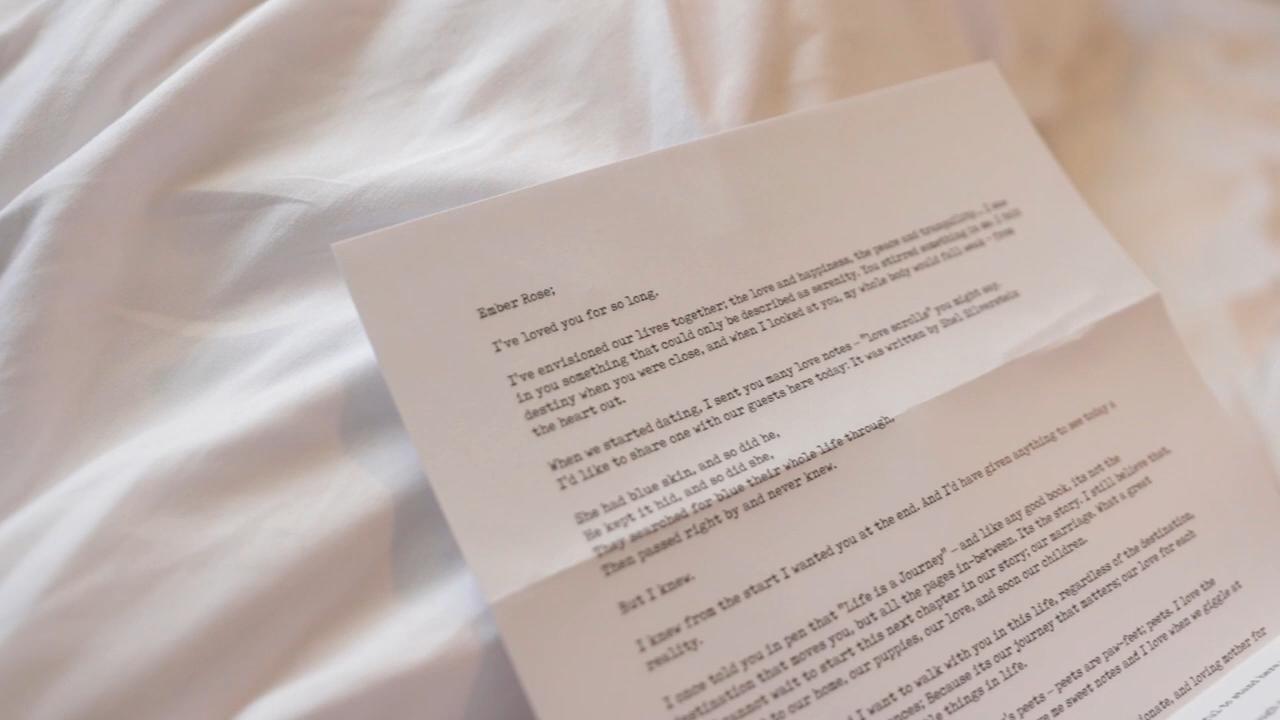 Ember Rose;
I've loved you for so long.
I've envisioned our lives together; the love and happiness, the peace and tranquility... I saw
in you something that could only be described as serenity. You stirred something in me. I felt
destiny when you were close, and when I looked at you, my whole body would fall weak - from
the heart out.
When we started dating, I sent you many love notes - "love scrolls" you might say.
I'd like to share one with our guests here today: It was written by Shel Silverstein
She had blue skin, and so did he,
He kept it hid, and so did she,
They searched for blue their whole life through,
Then passed right by and never knew.
But I knew.
I knew from the start I wanted you at the end. And I'd have given anything to see today a
reality.
I once told you in pen that "Life is a Journey" - and like any good book, its not the
destination that moves you, but all the pages in-between. Its the story. I still believe that.
cannot wait to start this next chapter in our story; our marriage. What a great
to our home, our puppies, our love, and soon our children.
I want to walk with you in this life, regardless of the destination
Because its our journey that matters; our love for each
things in life.
peets - peets are paw-feet; peets. I love the
me sweet notes and I love when we giggle at
and loving mother for